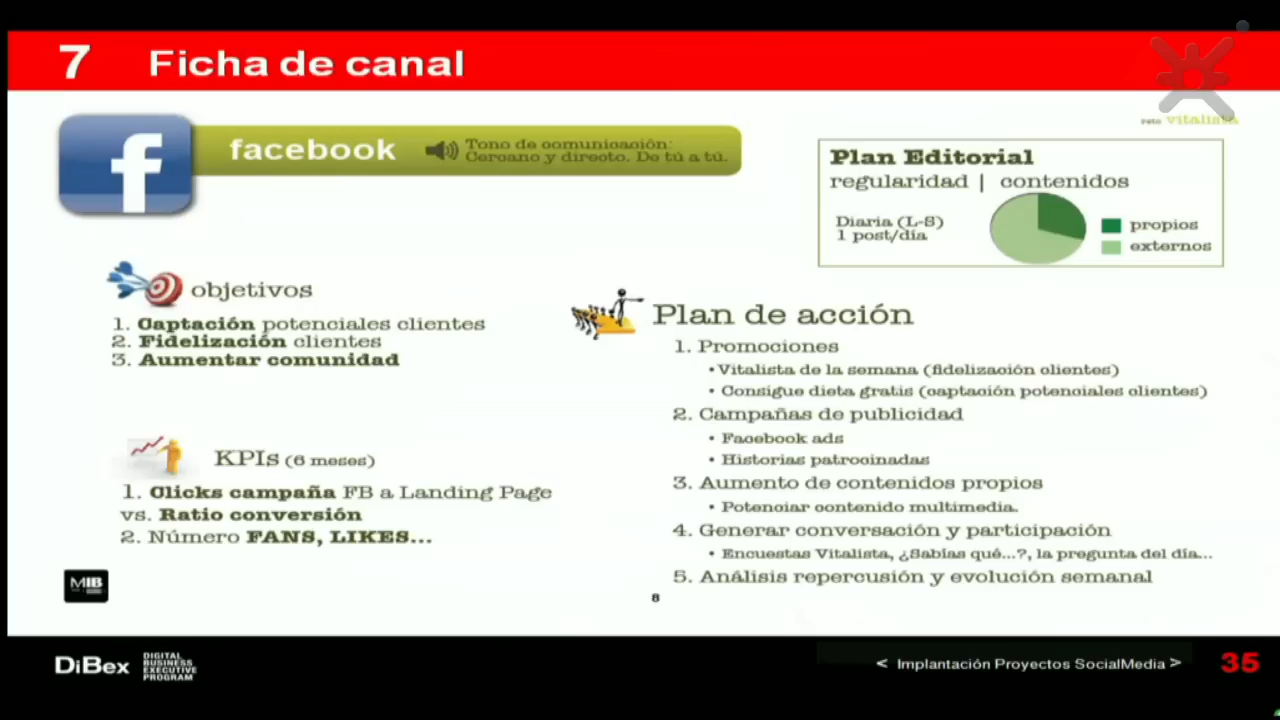 7 Ficha de canal
reto vitalista
facebook
Tono de comunicación:
Cercano y directo. De tú a tú.
Plan Editorial
regularidad | contenidos
Diaria (L-S)
1 post/día
propios
externos
objetivos
1. Captación potenciales clientes
2. Fidelización clientes
3. Aumentar comunidad
KPIs (6 meses)
1. Clicks campaña FB a Landing Page
vs. Ratio conversión
2. Número FANS, LIKES...
Plan de acción
1. Promociones
•Vitalista de la semana (fidelización clientes)
• Consigue dieta gratis (captación potenciales clientes)
2. Campañas de publicidad
• Facebook ads
• Historias patrocinadas
3. Aumento de contenidos propios
• Potenciar contenido multimedia.
4. Generar conversación y participación
• Encuestas Vitalista, ¿Sabías qué...?, la pregunta del día...
5. Análisis repercusión y evolución semanal
MIB
8
DiBex
DIGITAL
BUSINESS
EXECUTIVE
PROGRAM
< Implantación Proyectos SocialMedia >
35